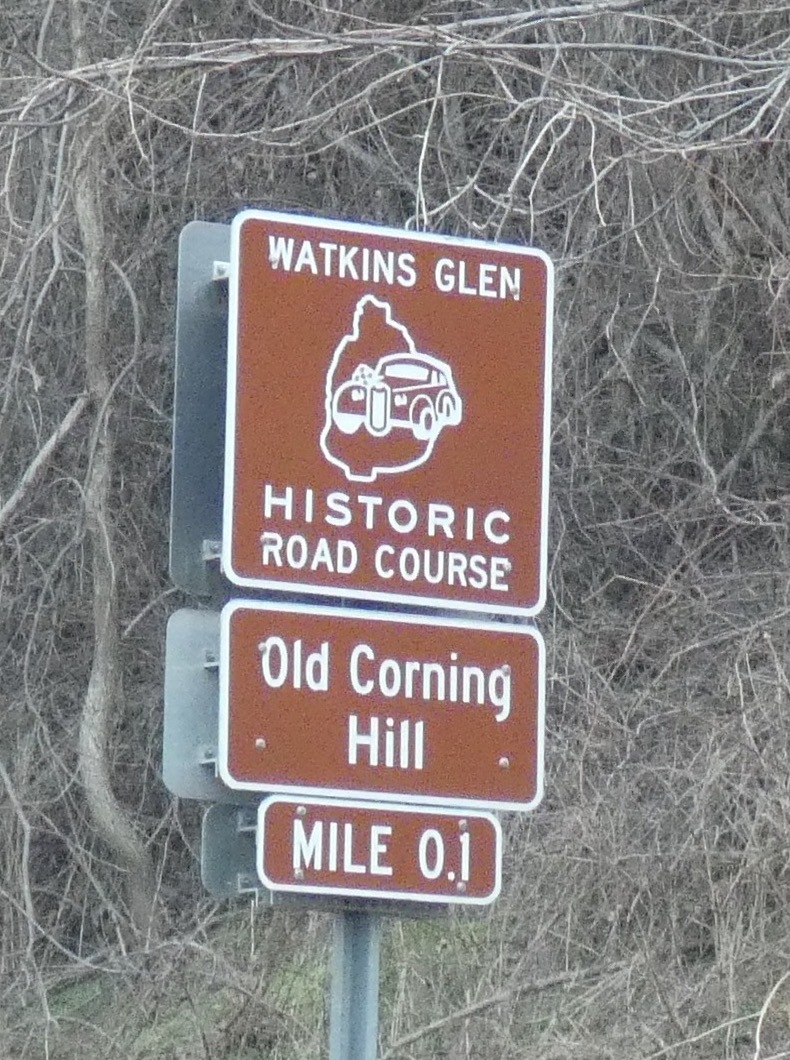 WATKINS GLEN
HISTORIC
ROAD COURSE
Old Corning
Hill
MILE 0.1